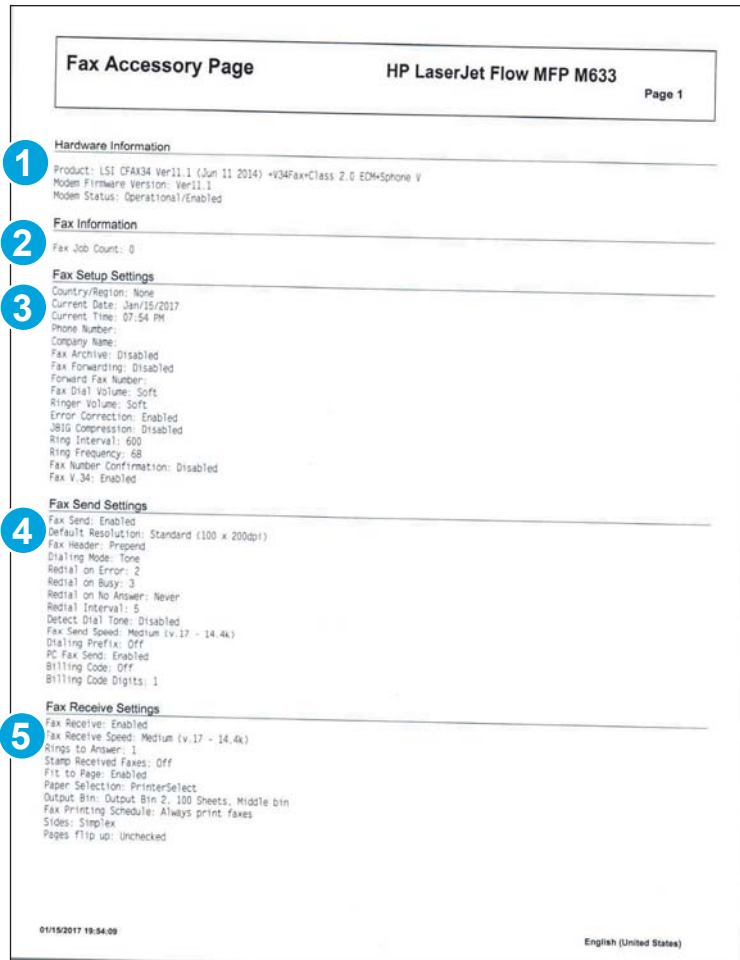 Fax Accessory Page
HP LaserJet Flow MFP M633
Page 1
1
Hardware Information
Product: LSI CFAX34 Ver11.1 (Jun 11 2014) +V34Fax+Class 2.0 ECM+Sphone V
Modem Firmware Version: Ver11.1
Modem Status: Operational/Enabled
2
Fax Information
Fax Job Count: 0
3
Fax Setup Settings
Country/Region: None
Current Date: Jan/15/2017
Current Time: 07:54 PM
Phone Number:
Company Name:
Fax Archive: Disabled
Fax Forwarding: Disabled
Forward Fax Number:
Fax Dial Volume: Soft
Ringer Volume: Soft
Error Correction: Enabled
JBIG Compression: Disabled
Ring Interval: 600
Ring Frequency: 68
Fax Number Confirmation: Disabled
Fax V.34: Enabled
4
Fax Send Settings
Fax Send: Enabled
Default Resolution: Standard (100 x 200dpi)
Fax Header: Prepend
Dialing Mode: Tone
Redial on Error: 2
Redial on Busy: 3
Redial on No Answer: Never
Redial Interval: 5
Detect Dial Tone: Disabled
Fax Send Speed: Medium (v.17 - 14.4k)
Dialing Prefix: Off
PC Fax Send: Enabled
Billing Code: Off
Billing Code Digits: 1
5
Fax Receive Settings
Fax Receive: Enabled
Fax Receive Speed: Medium (v.17 - 14.4k)
Rings to Answer: 1
Stamp Received Faxes: Off
Fit to Page: Enabled
Paper Selection: PrinterSelect
Output Bin: Output Bin 2, 100 Sheets, Middle bin
Fax Printing Schedule: Always print faxes
Sides: Simplex
Pages flip up: Unchecked
01/15/2017 19:54:09
English (United States)